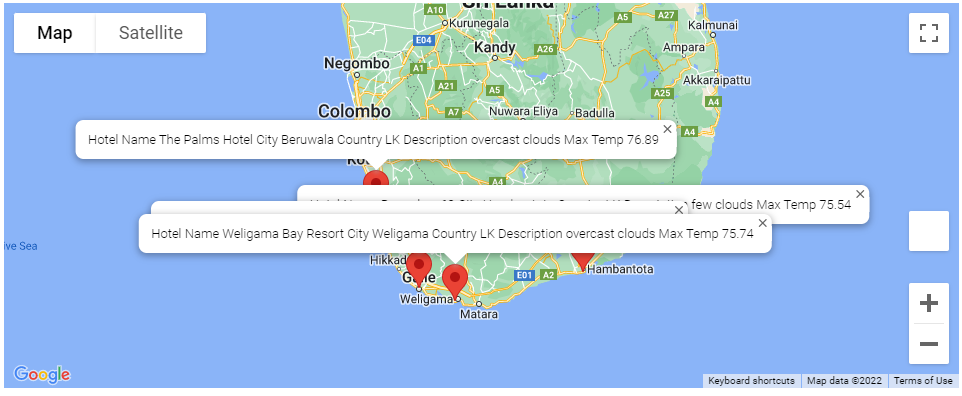 Map
Satellite
Sri Lanka
A10
Kurunegala
A5
A27
Kalmunai
E04
Kandy
A26
Ampara
Negombo
A1
Akkaraipattu
A21
A5
A25
A4
Colombo
A7
Nuwara Eliya
Badulla
Hotel Name The Palms Hotel City Beruwala Country LK Description overcast clouds Max Temp 76.89
A4
few clouds Max Temp 75.54
Hotel Name Weligama Bay Resort City Weligama Country LK Description overcast clouds Max Temp 75.74
Sea
Hikkad
Galle
E01
A2
Hambantota
Weligama
Matara
Google
Keyboard shortcuts
Map data ©2022
Terms of Use